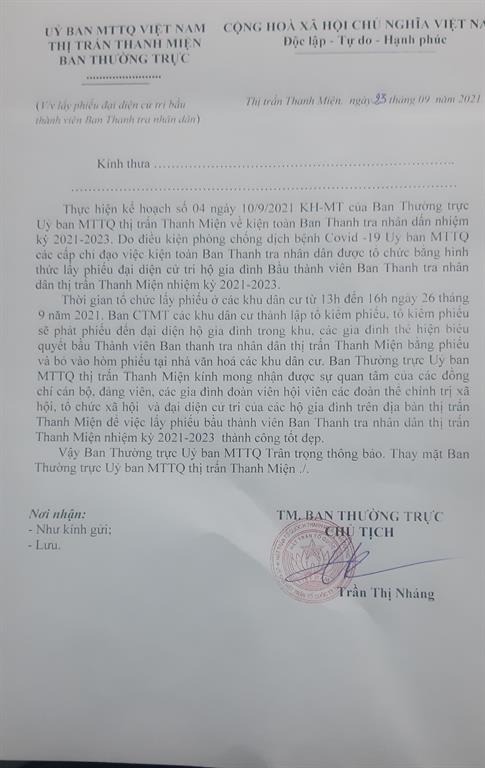 UỶ BAN MTTQ VIỆT NAM
THỊ TRẤN THANH MIỆN
BAN THƯỜNG TRỰC
CỘNG HOÀ XÃ HỘI CHỦ NGHĨA VIỆT NA
Độc lập - Tự do - Hạnh phúc
(V/v lấy phiếu đại diện cử tri bầu
thành viên Ban Thanh tra nhân dân)
Thị trấn Thanh Miện, ngày 23 tháng 09 năm 2021
Kính thưa ……………………………………………………………
………………………………………………………………………
Thực hiện kế hoạch số 04 ngày 10/9/2021 KH-MT của Ban Thường trực
Uỷ ban MTTQ thị trấn Thanh Miện về kiện toàn Ban Thanh tra nhân dân nhiệm
kỳ 2021-2023. Do điều kiện phòng chống dịch bệnh Covid -19 Uỷ ban MTTQ
các cấp chỉ đạo việc kiện toàn Ban Thanh tra nhân dân được tổ chức bằng hình
thức lấy phiếu đại diện cử tri hộ gia đình Bầu thành viên Ban Thanh tra nhân
dân thị trấn Thanh Miện nhiệm kỳ 2021-2023.
Thời gian tổ chức lấy phiếu ở các khu dân cư từ 13h đến 16h ngày 26 tháng
9 năm 2021. Ban CTMT các khu dân cư thành lập tổ kiểm phiếu, tổ kiểm phiếu
sẽ phát phiếu đến đại diện hộ gia đình trong khu, các gia đình thể hiện biểu
quyết bầu Thành viên Ban thanh tra nhân dân thị trấn Thanh Miện bằng phiếu
và bỏ vào hòm phiếu tại nhà văn hoá các khu dân cư. Ban Thường trực Uỷ ban
MTTQ thị trấn Thanh Miện kính mong nhận được sự quan tâm của các đồng
chí cán bộ, đảng viên, các gia đình đoàn viên hội viên các đoàn thể chính trị xã
hội, tổ chức xã hội và đại diện cử tri của các hộ gia đình trên địa bàn thị trấn
Thanh Miện để việc lấy phiếu bầu thành viên Ban Thanh tra nhân dân thị trấn
Thanh Miện nhiệm kỳ 2021-2023 thành công tốt đẹp.
Vậy Ban Thường trực Uỷ ban MTTQ Trân trọng thông báo. Thay mặt Ban
Thường trực Uỷ ban MTTQ thị trấn Thanh Miện ./.
Nơi nhận:
- Như kính gửi;
- Lưu.
TM. BAN THƯỜNG TRỰC
CHỦ TỊCH
Trần Thị Nháng